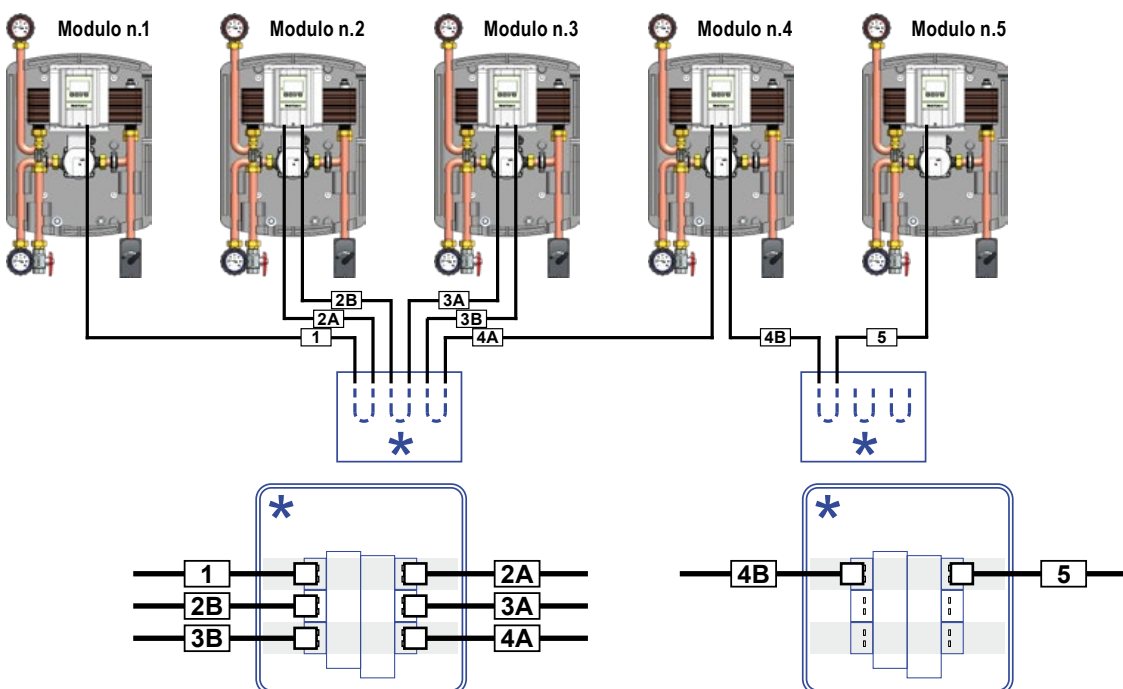 Modulo n.1 Modulo n.2 Modulo n.3 Modulo n.4 Modulo n.5
2B 3A
2A 3B
1 4A 4B 5
* *
* *
1 2A 4B 5
2B 3A
3B 4A